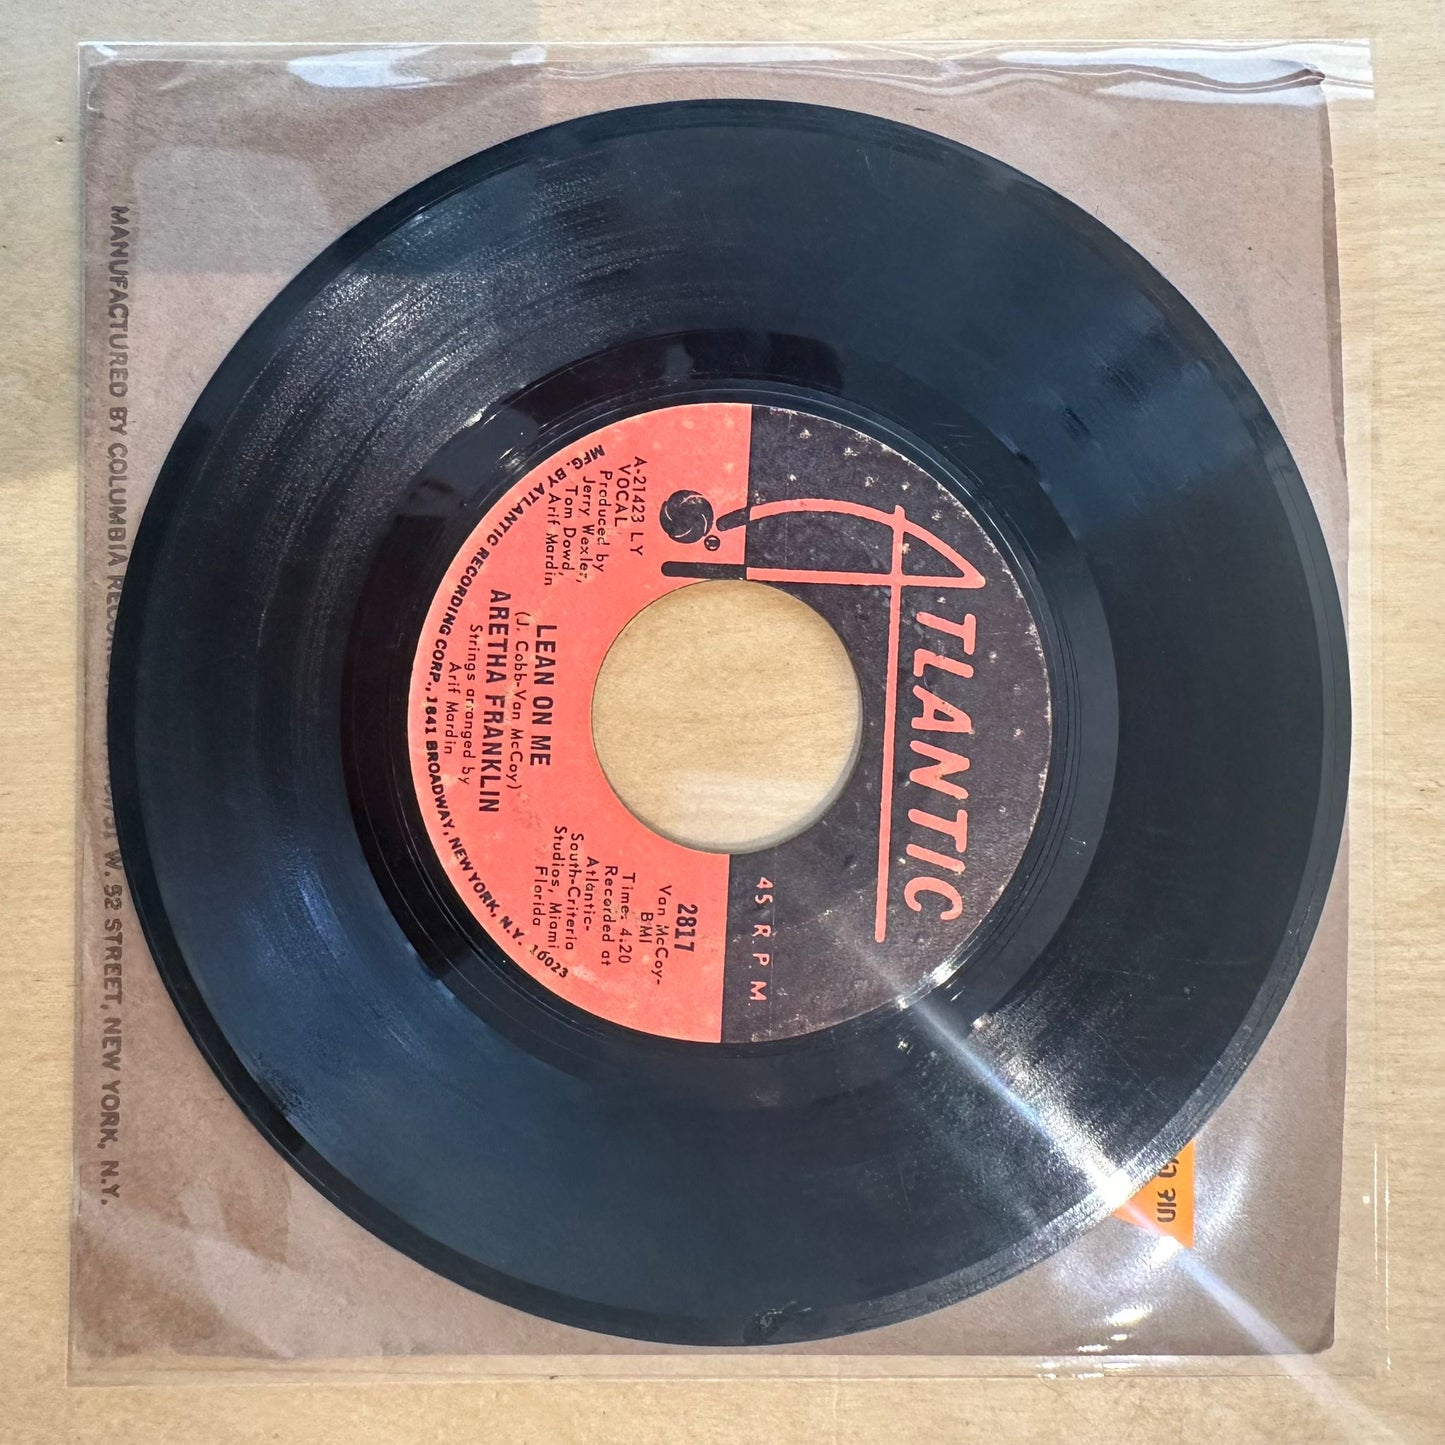 ATLANTIC
45 R.P.M
®
A-21423 LY
VOCAL
Produced by
Jerry Wexler,
Tom Dowd,
Arif Mardin
2817
Van McCoy-
BMI
Time: 4.20
Recorded at
Atlantic-
South-Criteria
Studios, Miami
Florida
LEAN ON ME
(J. Cobb-Van McCoy)
ARETHA FRANKLIN
Strings arranged by
Arif Mardin
MFG. BY ATLANTIC RECORDING CORP., 1841 BROADWAY, NEW YORK, N.Y. 10023
MANUFACTURED BY COLUMBIA W. 52 STREET, NEW YORK, N.Y.